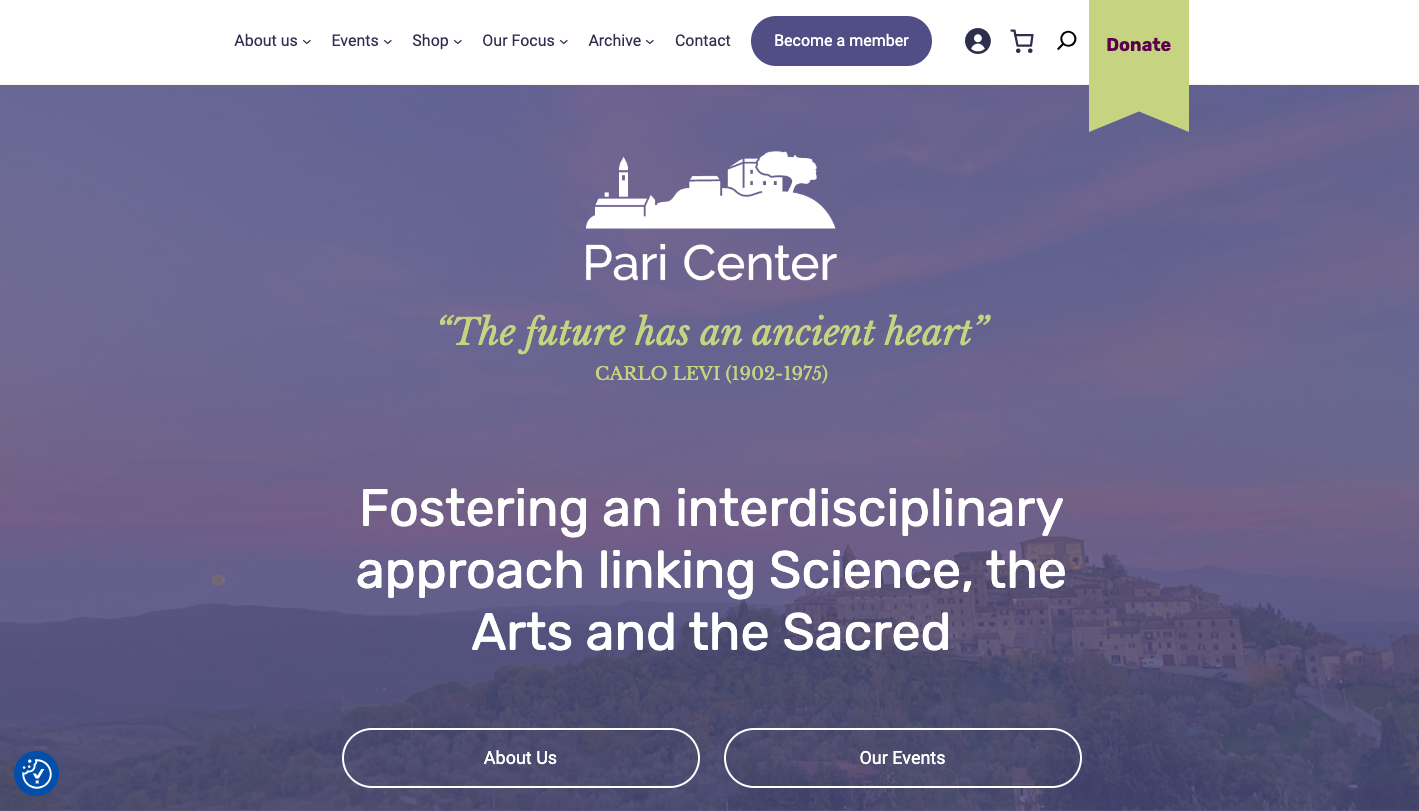 About us
Events
Shop
Our Focus
Archive
Contact
Become a member
Donate
Pari Center
“The future has an ancient heart”
CARLO LEVI (1902-1975)
Fostering an interdisciplinary
approach linking Science, the
Arts and the Sacred
About Us
Our Events